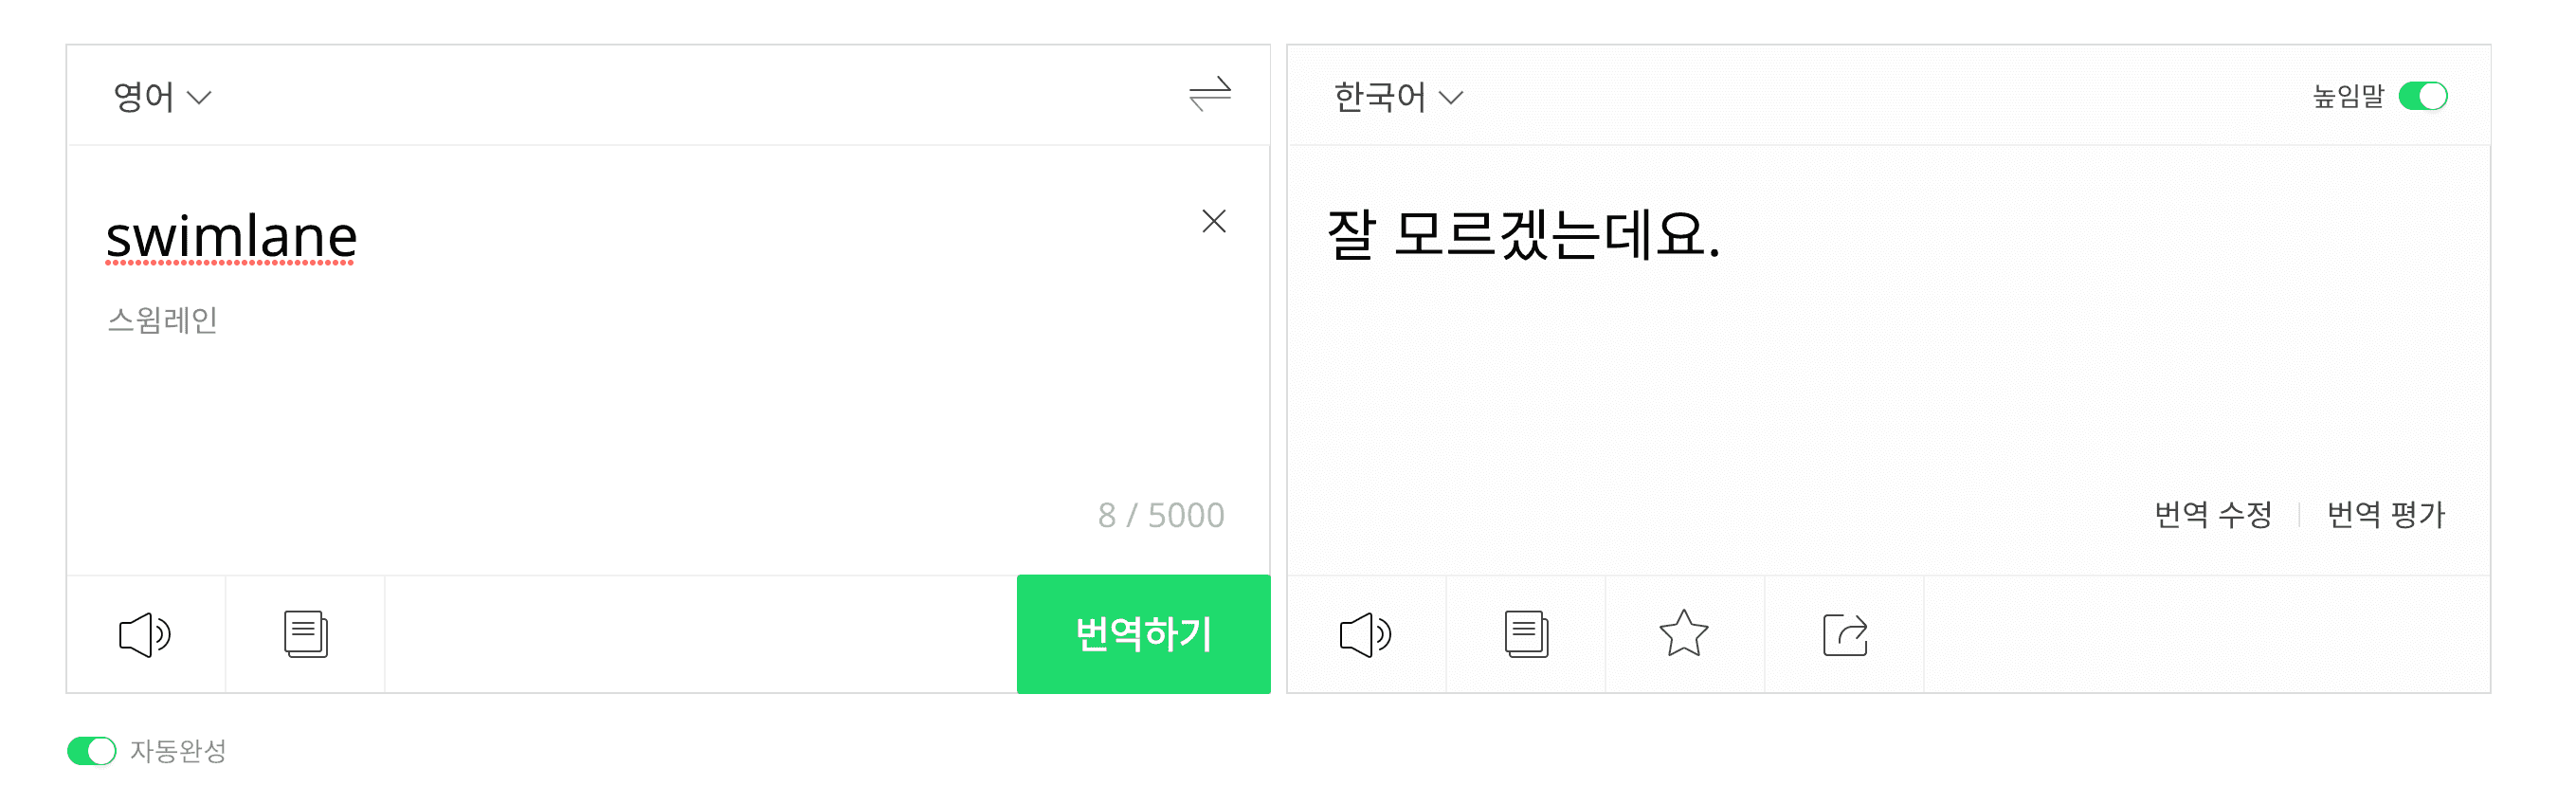 영어
한국어
높임말
swimlane
스윔레인
잘 모르겠는데요.
8 / 5000
번역 수정
번역 평가
번역하기
자동완성